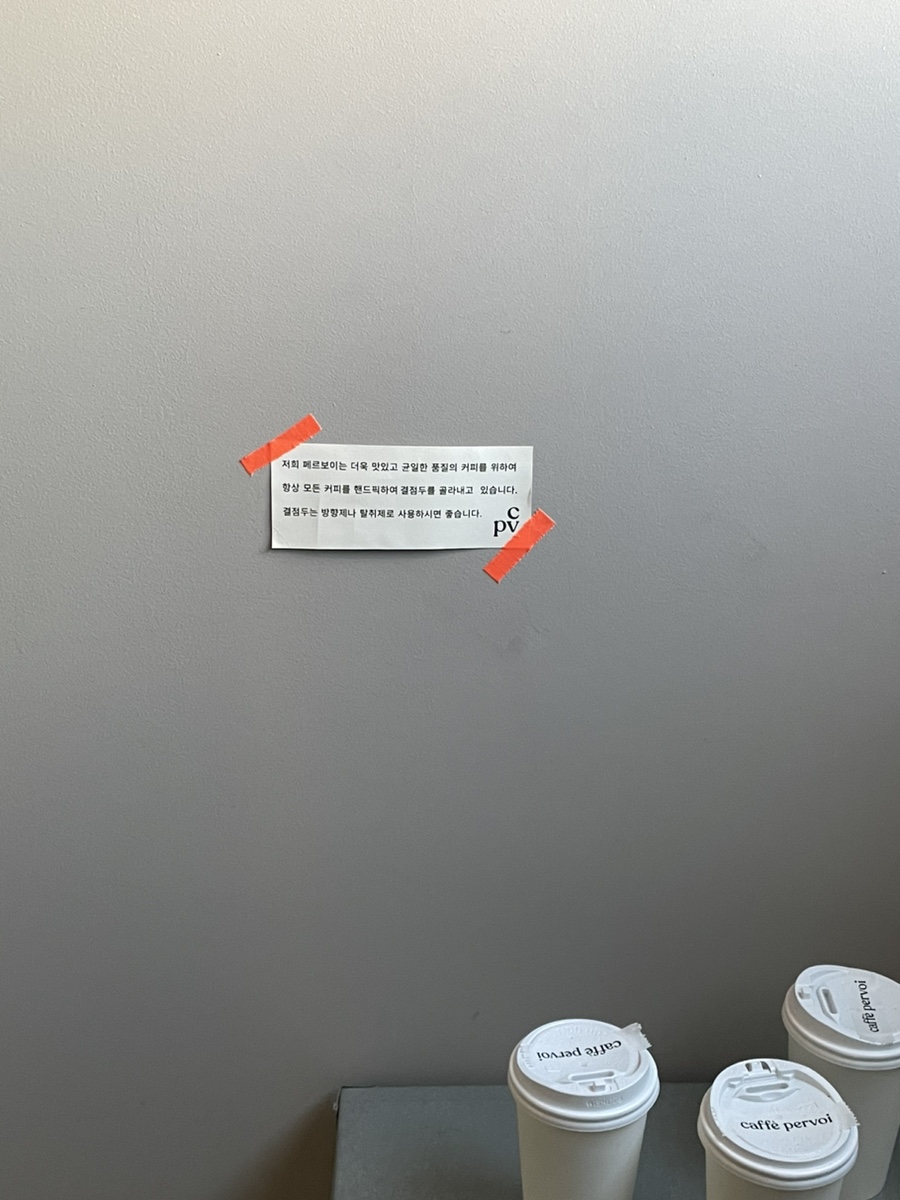 저희 페르보이는 더욱 맛있고 균일한 품질의 커피를 위하여
항상 모든 커피를 핸드픽하여 결점두를 골라내고 있습니다.
결점두는 방향제나 탈취제로 사용하시면 좋습니다.
c
pv
caffè pervoi
caffè pervoi
caffè pervoi